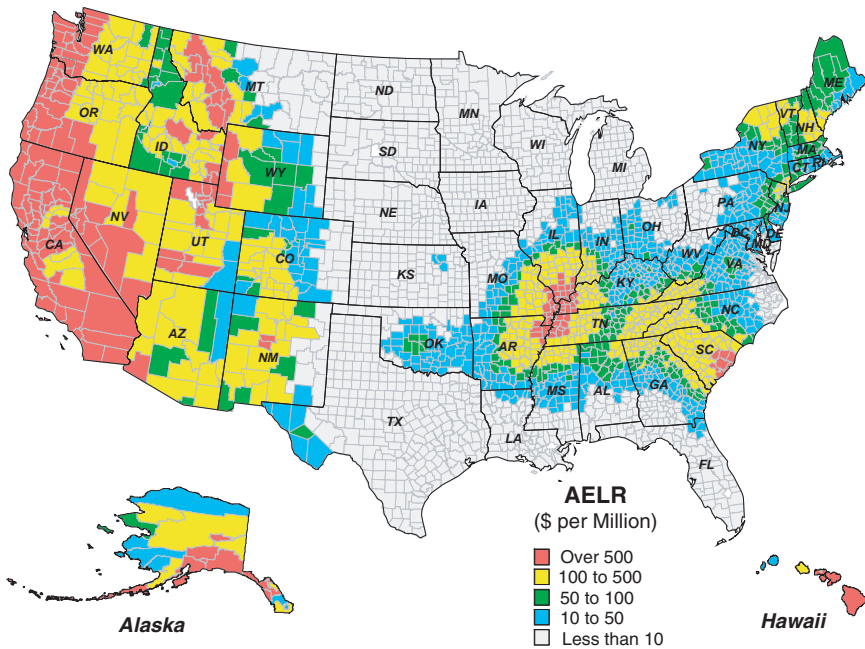 WA
MT
ND
MN
ME
OR
ID
WY
SD
WI
MI
VT
NH
NY
MA
CT
RI
NV
UT
CO
NE
IA
IL
IN
OH
PA
NJ
CA
KS
MO
KY
WV
DC
DE
MD
VA
AZ
NM
OK
AR
TN
NC
SC
TX
LA
MS
AL
GA
FL
AELR
($ per Million)
Over 500
100 to 500
50 to 100
10 to 50
Less than 10
Alaska
Hawaii